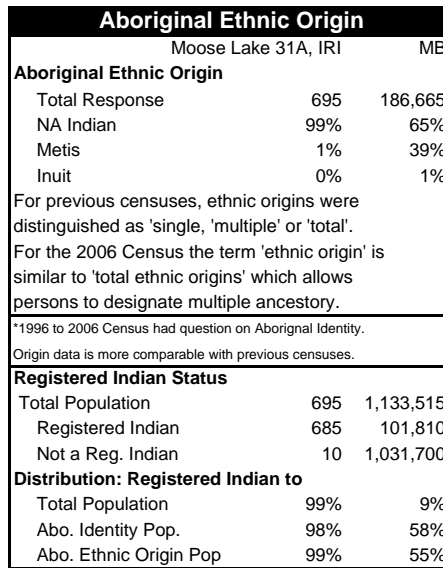 Aboriginal Ethnic Origin
Moose Lake 31A, IRI MB
Aboriginal Ethnic Origin
Total Response 695 186,665
NA Indian 99% 65%
Metis 1% 39%
Inuit 0% 1%
For previous censuses, ethnic origins were
distinguished as 'single, 'multiple' or 'total'.
For the 2006 Census the term 'ethnic origin' is
similar to 'total ethnic origins' which allows
persons to designate multiple ancestory.
*1996 to 2006 Census had question on Aborignal Identity.
Origin data is more comparable with previous censuses.
Registered Indian Status
Total Population 695 1,133,515
Registered Indian 685 101,810
Not a Reg. Indian 10 1,031,700
Distribution: Registered Indian to
Total Population 99% 9%
Abo. Identity Pop. 98% 58%
Abo. Ethnic Origin Pop 99% 55%